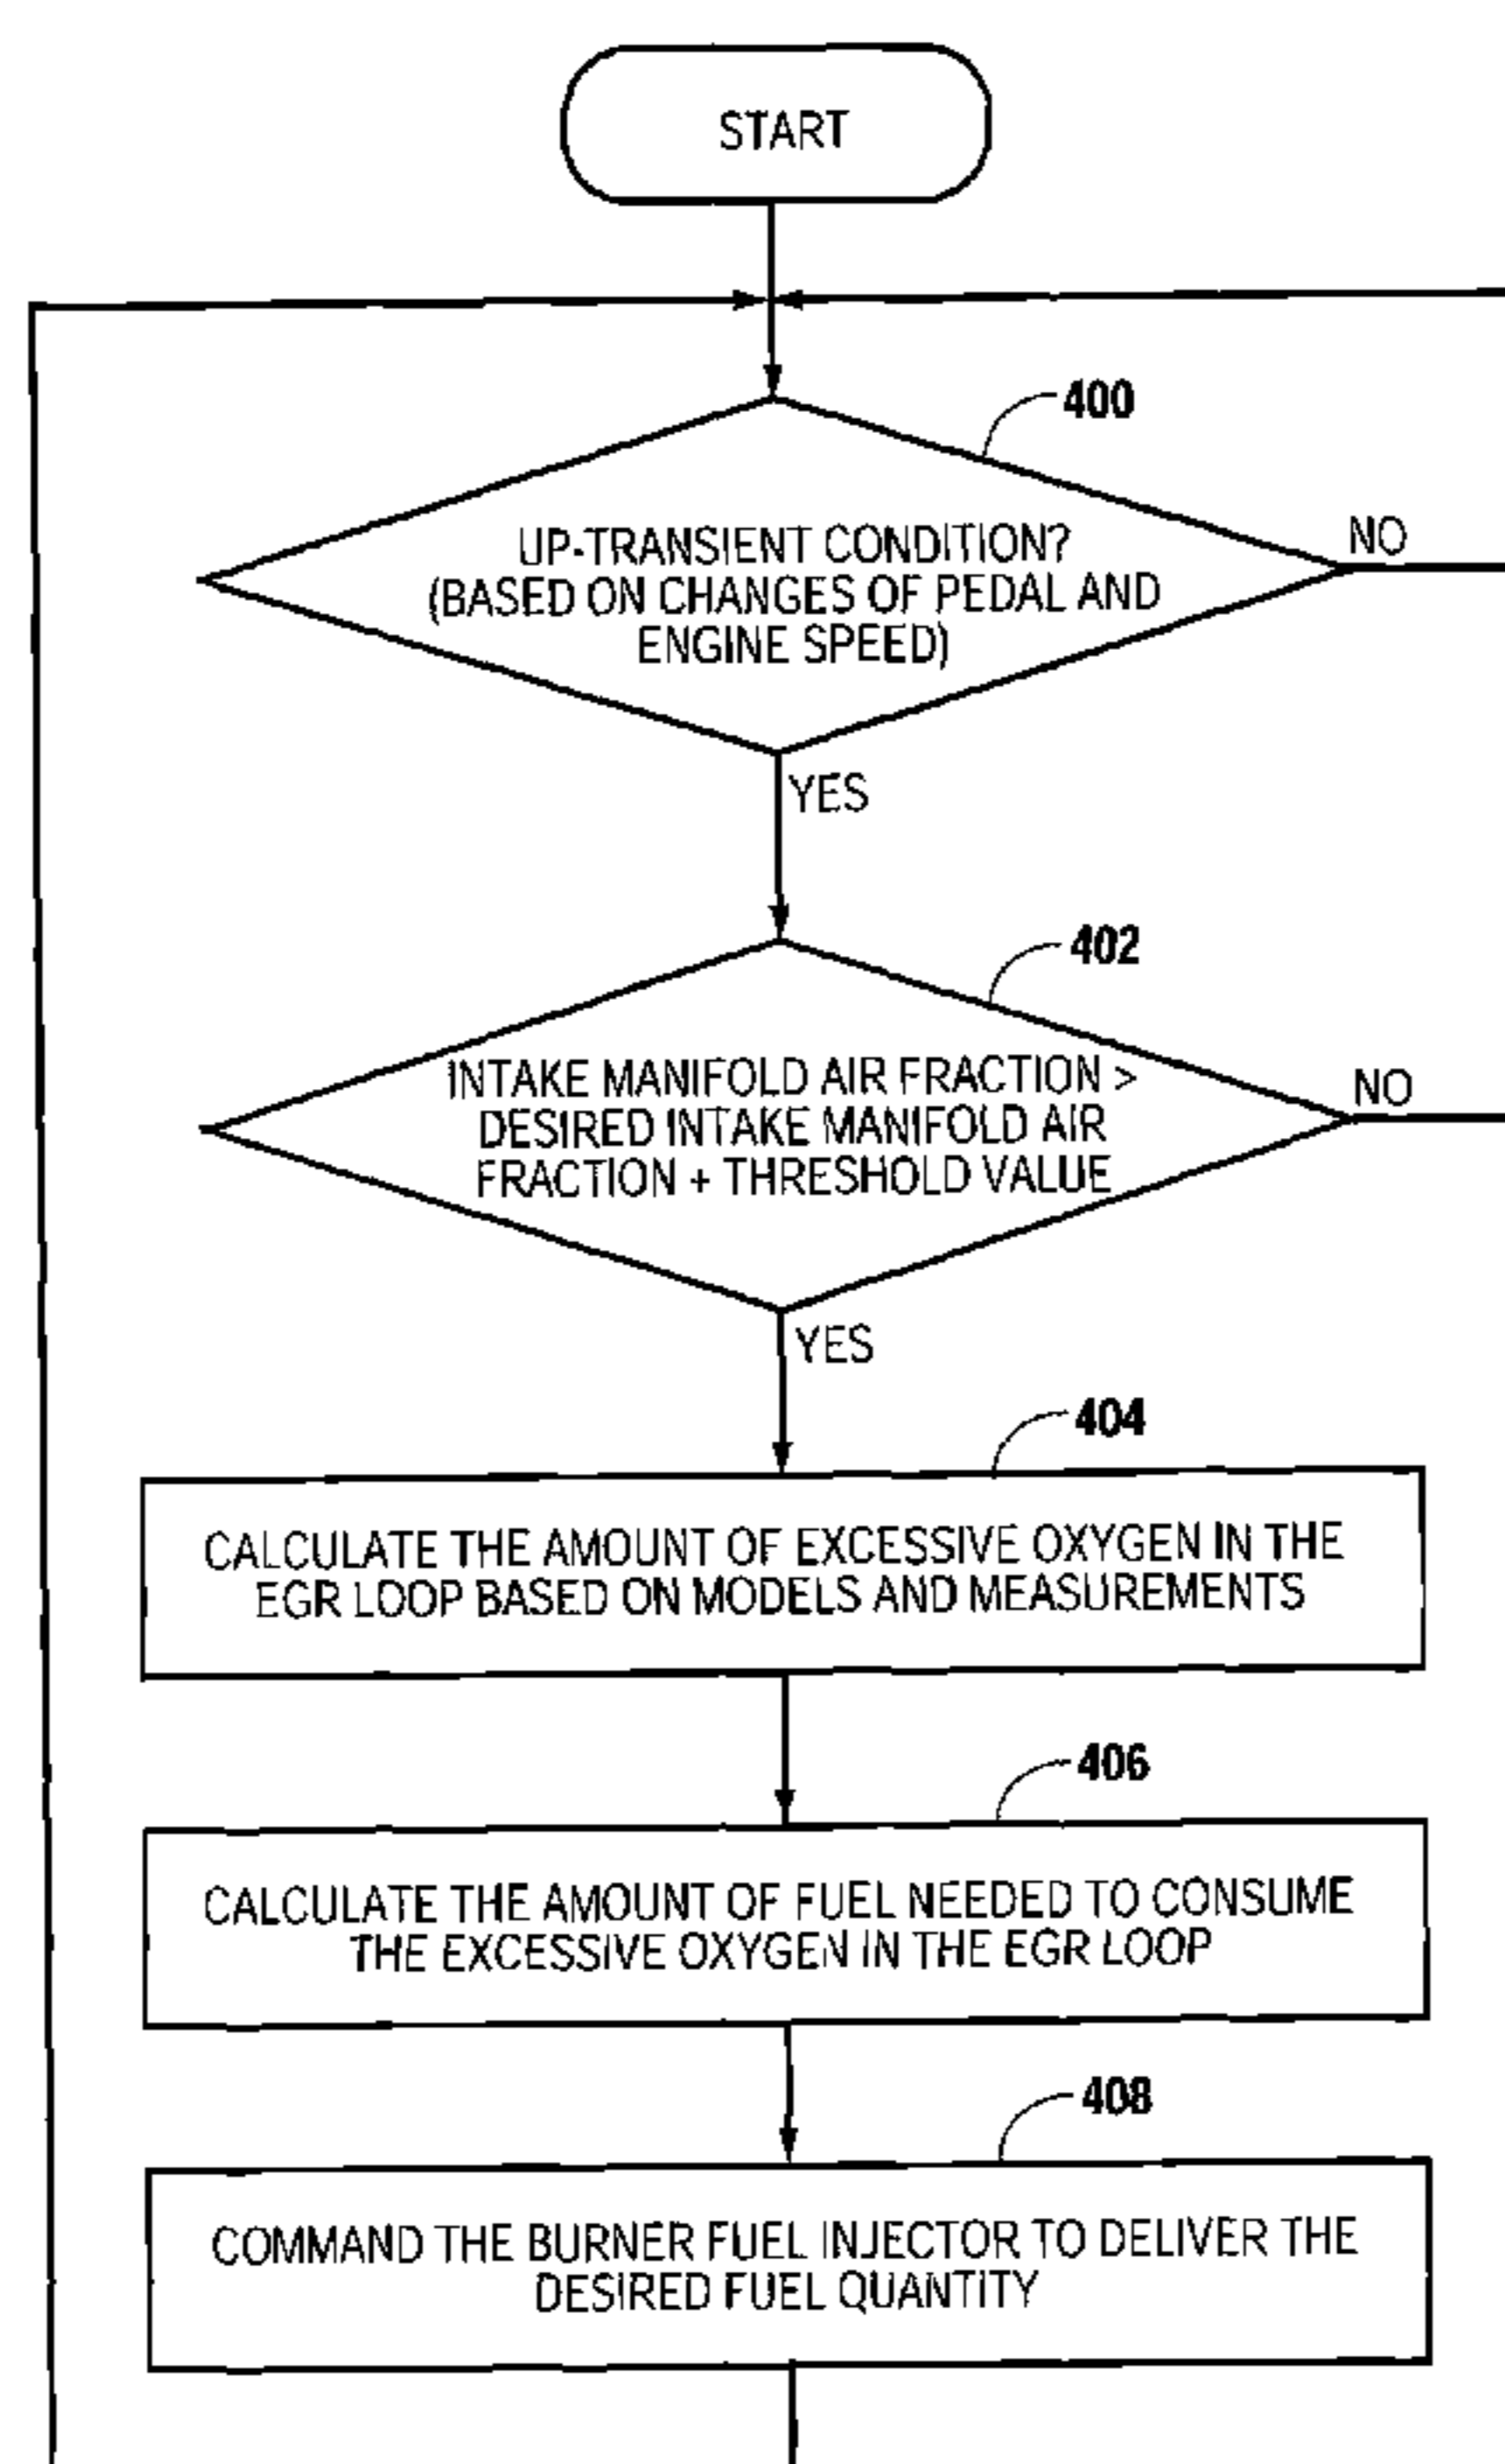 START
400
UP-TRANSIENT CONDITION?
(BASED ON CHANGES OF PEDAL AND
ENGINE SPEED)
NO
YES
402
INTAKE MANIFOLD AIR FRACTION >
DESIRED INTAKE MANIFOLD AIR
FRACTION + THRESHOLD VALUE
NO
YES
404
CALCULATE THE AMOUNT OF EXCESSIVE OXYGEN IN THE
EGR LOOP BASED ON MODELS AND MEASUREMENTS
406
CALCULATE THE AMOUNT OF FUEL NEEDED TO CONSUME
THE EXCESSIVE OXYGEN IN THE EGR LOOP
408
COMMAND THE BURNER FUEL INJECTOR TO DELIVER THE
DESIRED FUEL QUANTITY